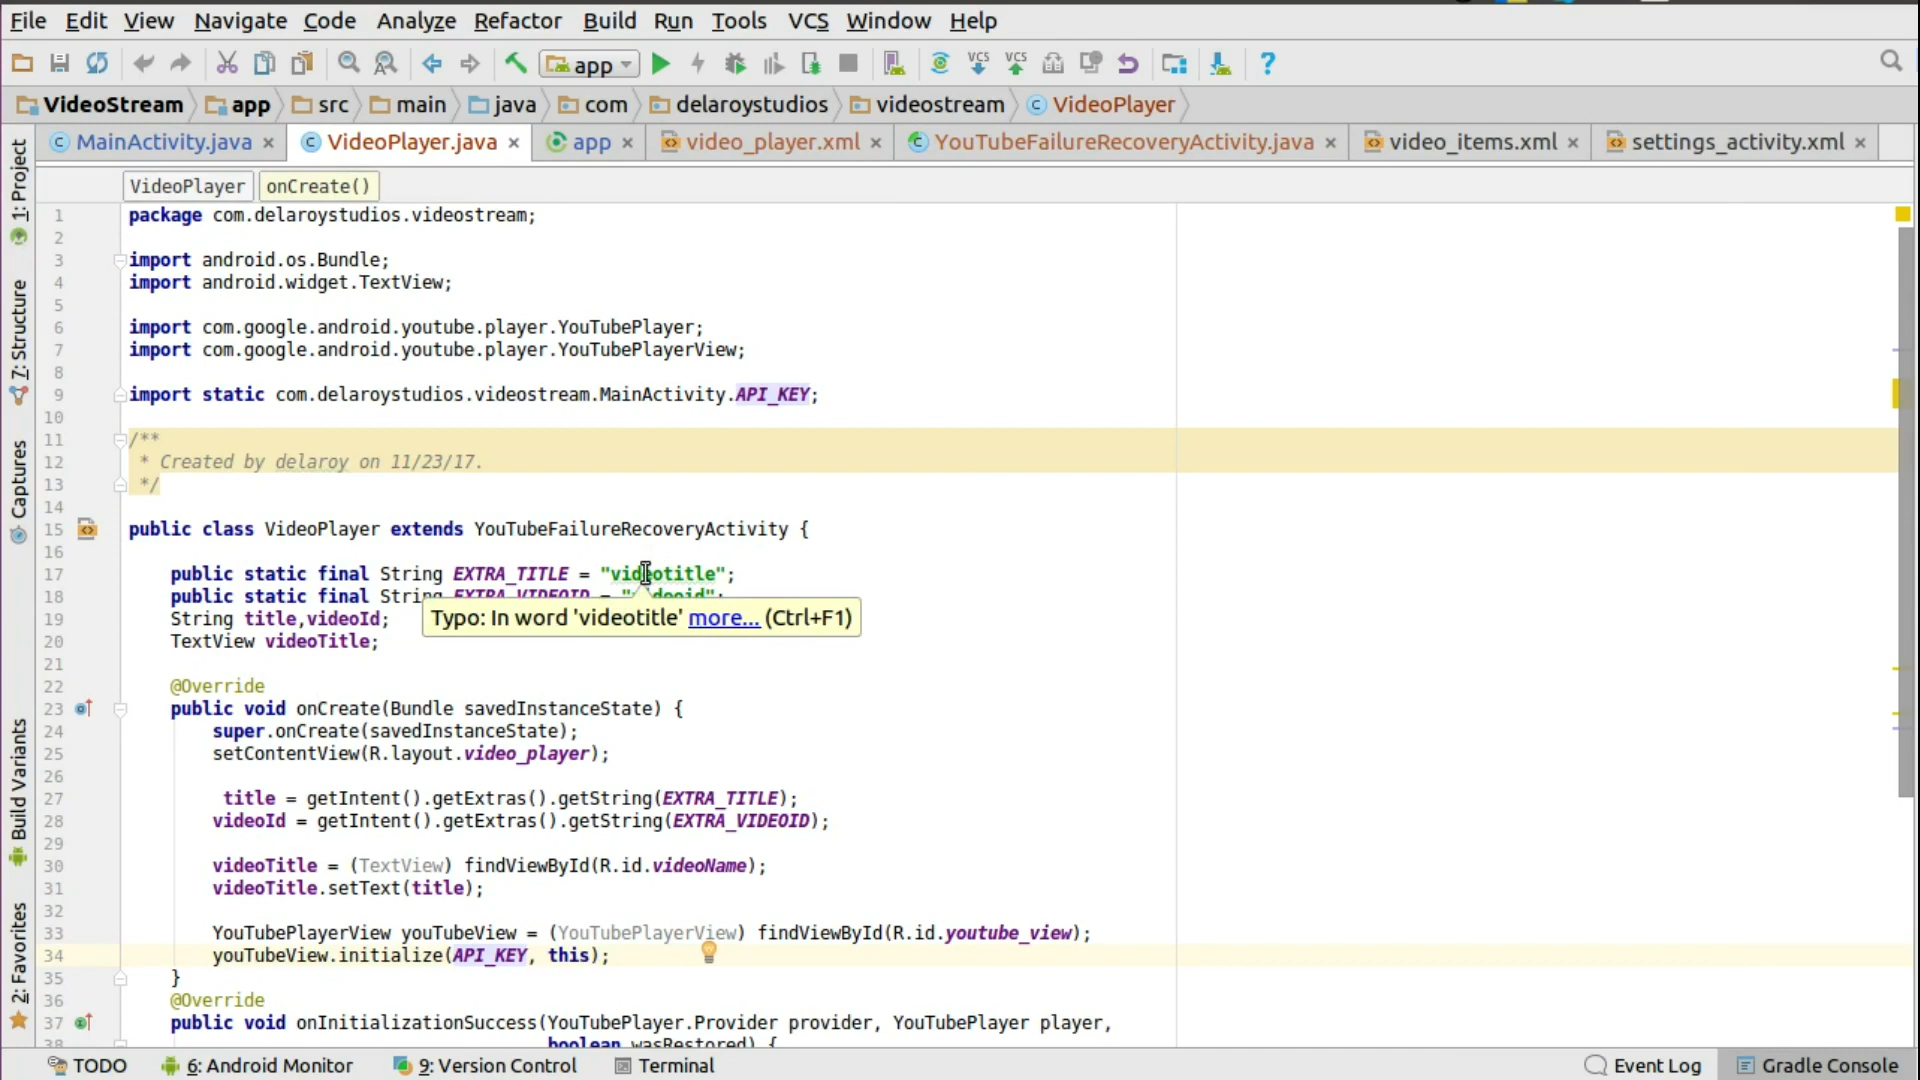 File Edit View Navigate Code Analyze Refactor Build Run Tools VCS Window Help
app VCS VCS ?
VideoStream app src main java com delaroystudios videostream VideoPlayer
MainActivity.java VideoPlayer.java app video_player.xml YouTubeFailureRecoveryActivity.java video_items.xml settings_activity.xml
1: Project
7: Structure
Captures
Build Variants
2: Favorites
VideoPlayer onCreate()
1 package com.delaroystudios.videostream;
2
3 import android.os.Bundle;
4 import android.widget.TextView;
5
6 import com.google.android.youtube.player.YouTubePlayer;
7 import com.google.android.youtube.player.YouTubePlayerView;
8
9 import static com.delaroystudios.videostream.MainActivity.API_KEY;
10
11 /**
12 * Created by delaroy on 11/23/17.
13 */
14
15 public class VideoPlayer extends YouTubeFailureRecoveryActivity {
16
17 public static final String EXTRA_TITLE = "videotitle";
18 public static final String EXTRA_VIDEOID = "videoid";
19 String title,videoId;
Typo: In word 'videotitle' more... (Ctrl+F1)
20 TextView videoTitle;
21
22 @Override
23 public void onCreate(Bundle savedInstanceState) {
24 super.onCreate(savedInstanceState);
25 setContentView(R.layout.video_player);
26
27 title = getIntent().getExtras().getString(EXTRA_TITLE);
28 videoId = getIntent().getExtras().getString(EXTRA_VIDEOID);
29
30 videoTitle = (TextView) findViewById(R.id.videoName);
31 videoTitle.setText(title);
32
33 YouTubePlayerView youTubeView = (YouTubePlayerView) findViewById(R.id.youtube_view);
34 youTubeView.initialize(API_KEY, this);
35 }
36 @Override
37 public void onInitializationSuccess(YouTubePlayer.Provider provider, YouTubePlayer player,
38 boolean wasRestored) {
TODO 6: Android Monitor 9: Version Control Terminal Event Log Gradle Console